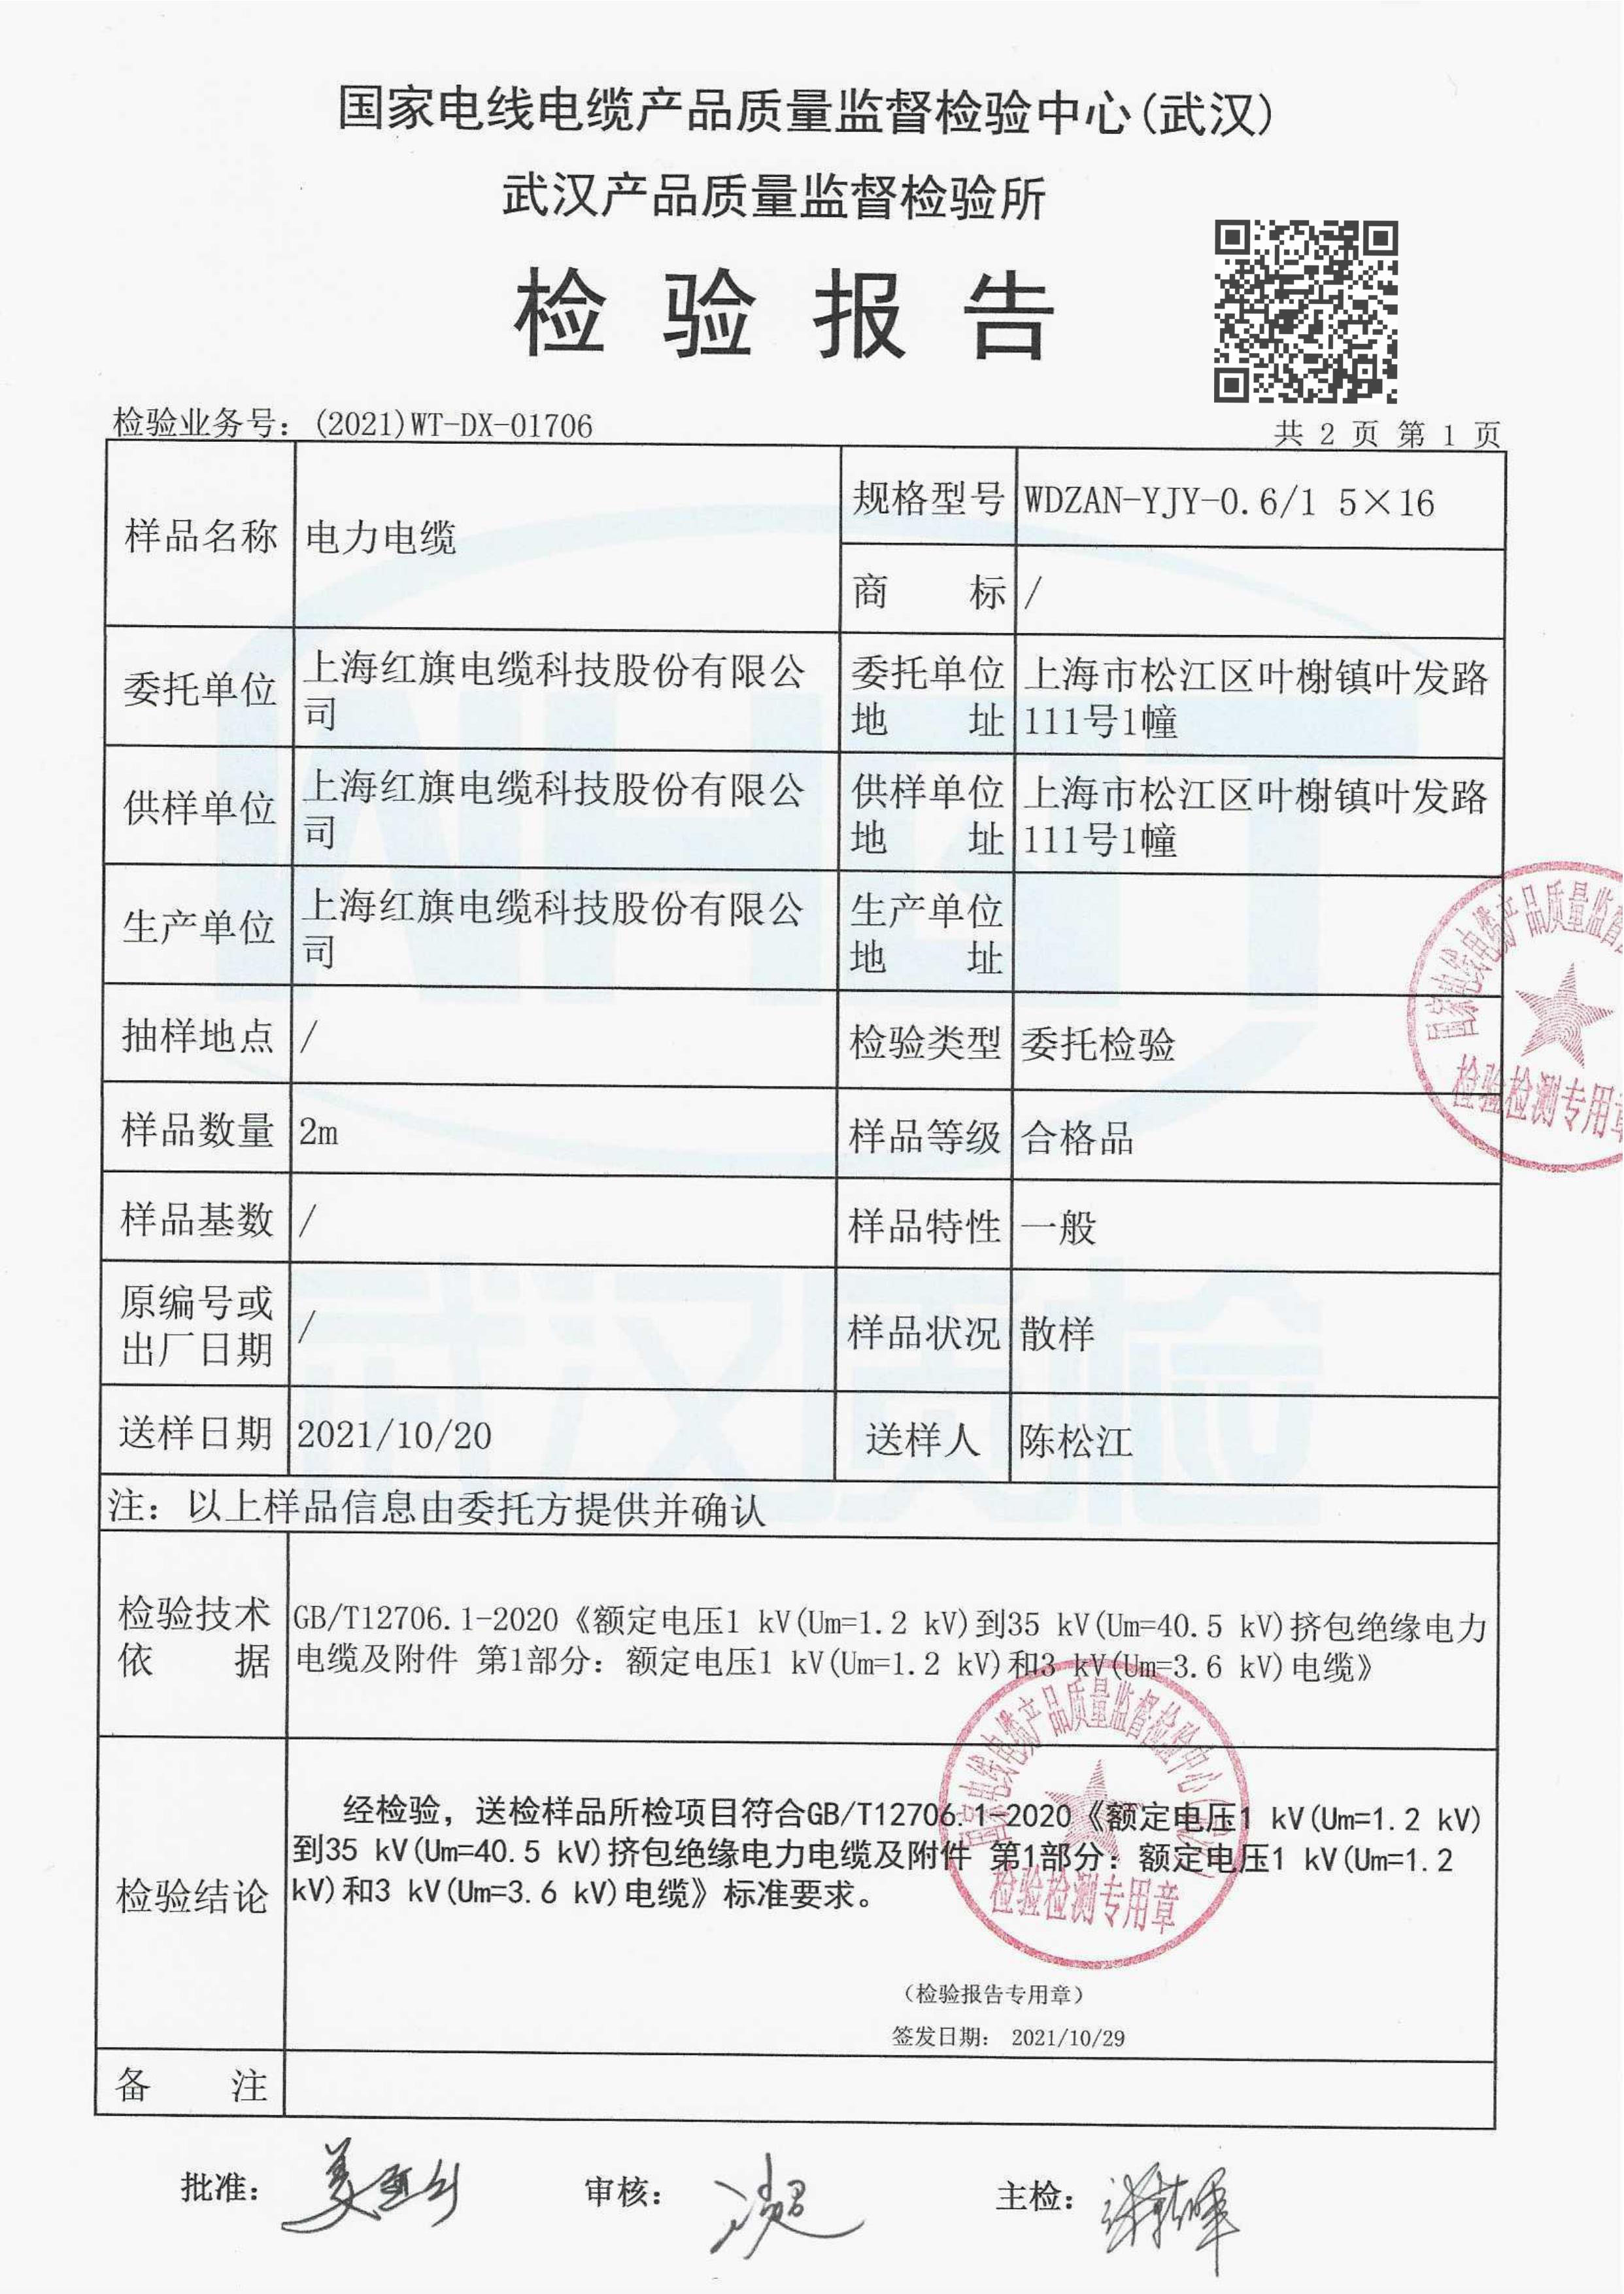 国家电线电缆产品质量监督检验中心(武汉)
武汉产品质量监督检验所
检 验 报 告
检验业务号：(2021)WT-DX-01706
共 2 页 第 1 页
样品名称 电力电缆 规格型号 WDZAN-YJY-0.6/1 5×16
商 标 /
委托单位 上海红旗电缆科技股份有限公
司
委托单位
地 址
上海市松江区叶榭镇叶发路
111号1幢
供样单位 上海红旗电缆科技股份有限公
司
供样单位
地 址
上海市松江区叶榭镇叶发路
111号1幢
生产单位 上海红旗电缆科技股份有限公
司
生产单位
地 址
抽样地点 / 检验类型 委托检验
样品数量 2m 样品等级 合格品
样品基数 / 样品特性 一般
原编号或
出厂日期
/ 样品状况 散样
送样日期 2021/10/20 送样人 陈松江
注：以上样品信息由委托方提供并确认
检验技术
依 据
GB/T12706.1-2020《额定电压1 kV(Um=1.2 kV)到35 kV(Um=40.5 kV)挤包绝缘电力
电缆及附件 第1部分：额定电压1 kV(Um=1.2 kV)和3 kV(Um=3.6 kV)电缆》
检验结论
经检验，送检样品所检项目符合GB/T12706.1-2020《额定电压1 kV(Um=1.2 kV)
到35 kV(Um=40.5 kV)挤包绝缘电力电缆及附件 第1部分：额定电压1 kV(Um=1.2
kV)和3 kV(Um=3.6 kV)电缆》标准要求。
（检验报告专用章）
签发日期： 2021/10/29
备 注
批准：
审核：
主检：
国家电线电缆产品质量监督检验中心
检验检测专用章
国家电线电缆产品质量监督
检验检测专用章
武汉质检